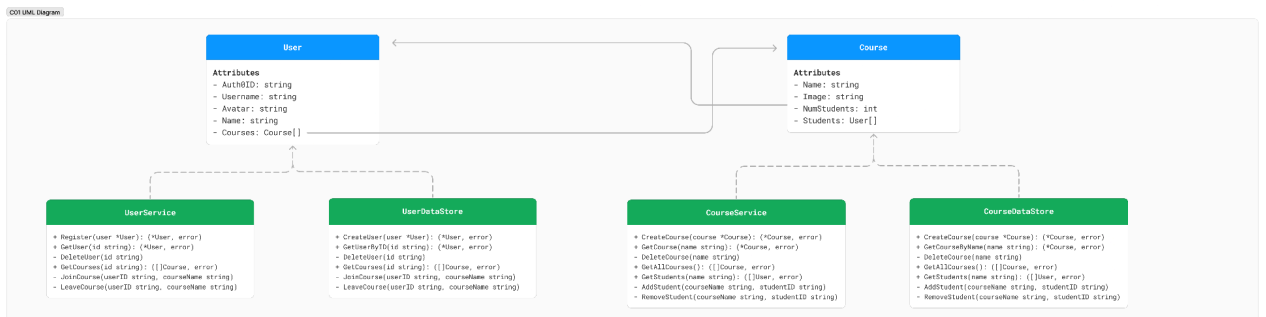 C01 UML Diagram
User
Attributes
- Auth0ID: string
- Username: string
- Avatar: string
- Name: string
- Courses: Course[]
Course
Attributes
- Name: string
- Image: string
- NumStudents: int
- Students: User[]
UserService
+ Register(user *User): (*User, error)
+ GetUser(id string): (*User, error)
- DeleteUser(id string)
+ GetCourses(id string): ([]Course, error)
- JoinCourse(userID string, courseName string)
- LeaveCourse(userID string, courseName string)
UserDataStore
+ CreateUser(user *User): (*User, error)
+ GetUserByID(id string): (*User, error)
- DeleteUser(id string)
+ GetCourses(id string): ([]Course, error)
- JoinCourse(userID string, courseName string)
- LeaveCourse(userID string, courseName string)
CourseService
+ CreateCourse(course *Course): (*Course, error)
+ GetCourse(name string): (*Course, error)
- DeleteCourse(name string)
+ GetAllCourses(): ([]Course, error)
+ GetStudents(name string): ([]User, error)
- AddStudent(courseName string, studentID string)
- RemoveStudent(courseName string, studentID string)
CourseDataStore
+ CreateCourse(course *Course): (*Course, error)
+ GetCourseByName(name string): (*Course, error)
- DeleteCourse(name string)
+ GetAllCourses(): ([]Course, error)
+ GetStudents(name string): ([]User, error)
- AddStudent(courseName string, studentID string)
- RemoveStudent(courseName string, studentID string)